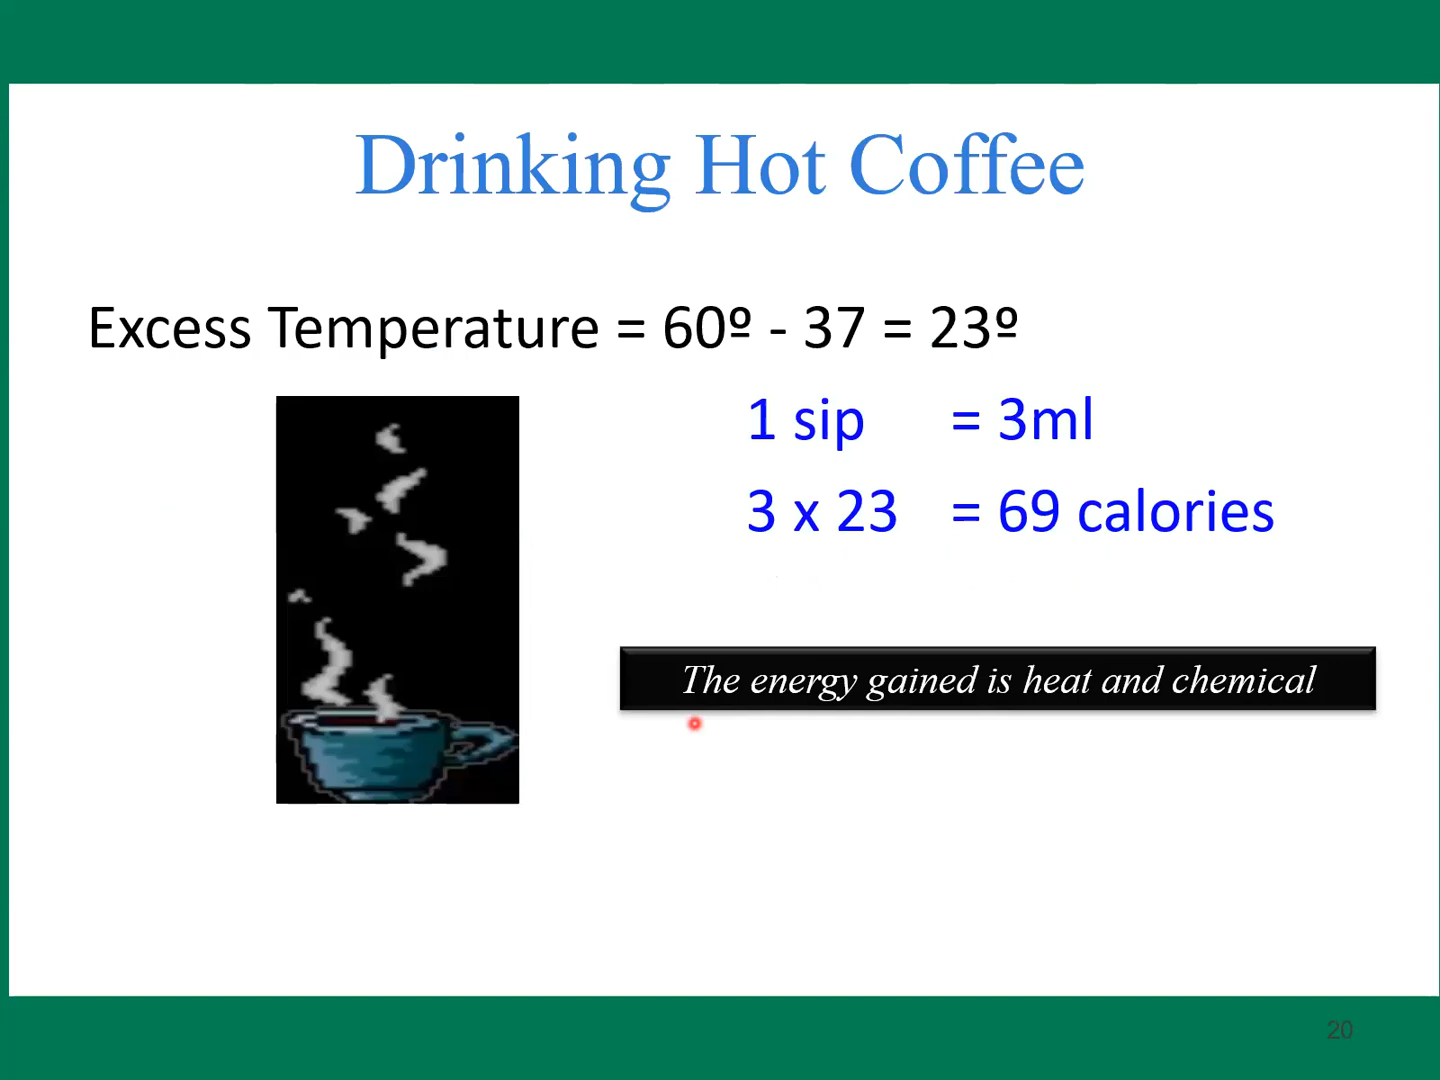 Drinking Hot Coffee
Excess Temperature = 60º - 37 = 23º
1 sip = 3ml
3 x 23 = 69 calories
The energy gained is heat and chemical
20